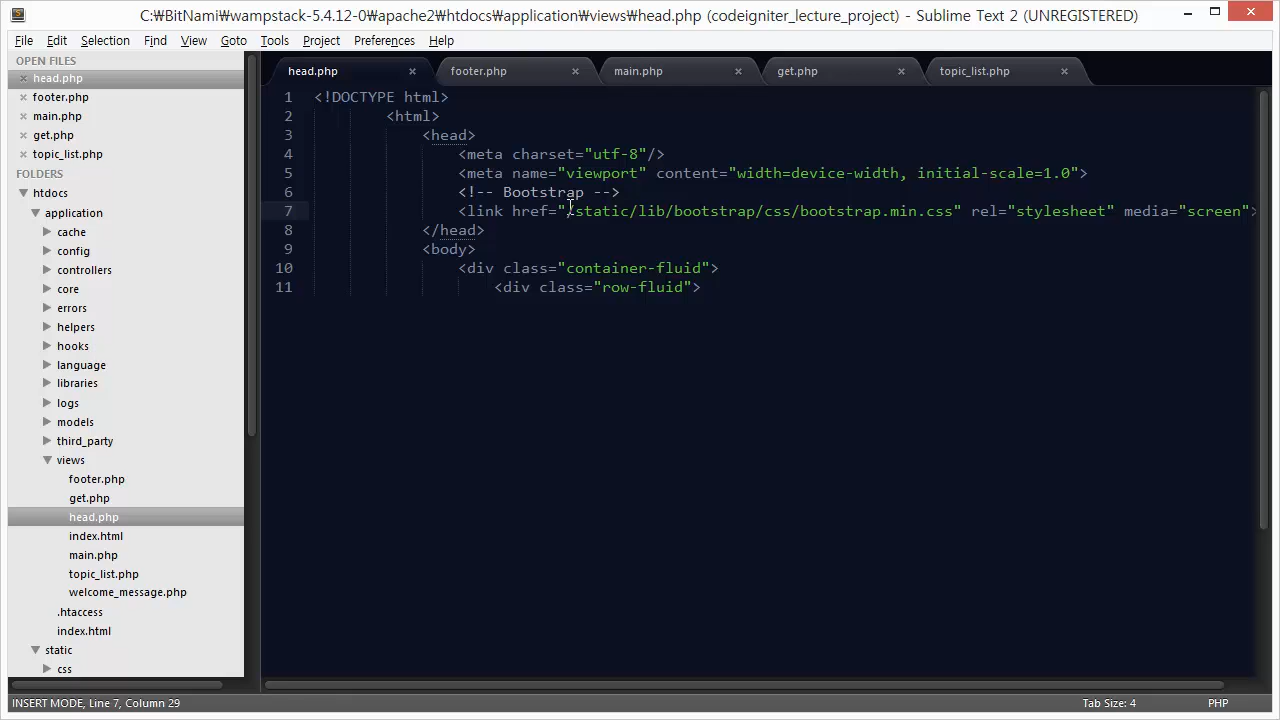 C:₩BitNami₩wampstack-5.4.12-0₩apache2₩htdocs₩application₩views₩head.php (codeigniter_lecture_project) - Sublime Text 2 (UNREGISTERED)
File Edit Selection Find View Goto Tools Project Preferences Help
OPEN FILES
head.php
footer.php
main.php
get.php
topic_list.php
FOLDERS
htdocs
application
cache
config
controllers
core
errors
helpers
hooks
language
libraries
logs
models
third_party
views
footer.php
get.php
head.php
index.html
main.php
topic_list.php
welcome_message.php
.htaccess
index.html
static
css
head.php footer.php main.php get.php topic_list.php
1 <!DOCTYPE html>
2 <html>
3 <head>
4 <meta charset="utf-8"/>
5 <meta name="viewport" content="width=device-width, initial-scale=1.0">
6 <!-- Bootstrap -->
7 <link href="/static/lib/bootstrap/css/bootstrap.min.css" rel="stylesheet" media="screen">
8 </head>
9 <body>
10 <div class="container-fluid">
11 <div class="row-fluid">
INSERT MODE, Line 7, Column 29 Tab Size: 4 PHP